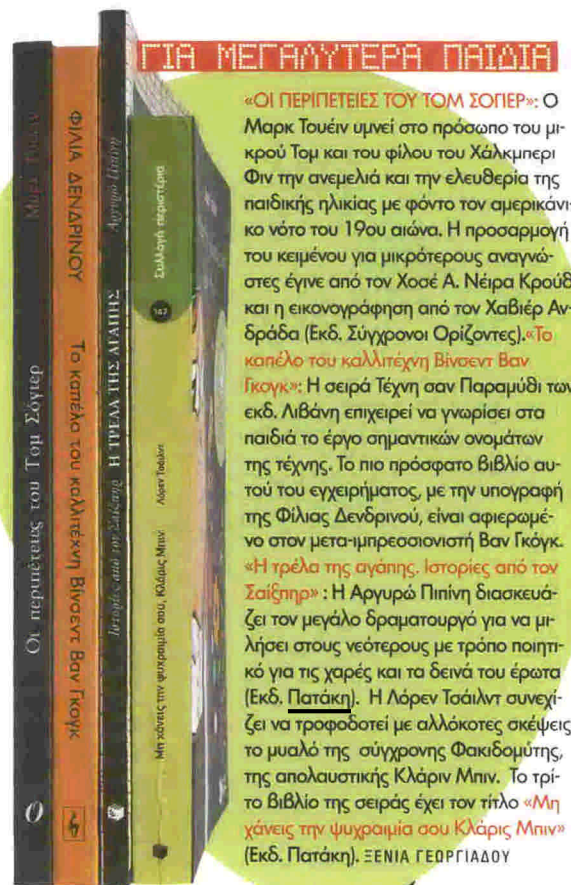 ΓΙΑ ΜΕΓΑΛΥΤΕΡΑ ΠΑΙΔΙΑ
«ΟΙ ΠΕΡΙΠΕΤΕΙΕΣ ΤΟΥ ΤΟΜ ΣΟΓΙΕΡ»: Ο
Μαρκ Τουέιν υμνεί στο πρόσωπο του μι-
κρού Τομ και του φίλου του Χάλκμπερι
Φιν την ανεμελιά και την ελευθερία της
παιδικής ηλικίας με φόντο τον αμερικάνι-
κο νότο του 19ου αιώνα. Η προσαρμογή
του κειμένου για μικρότερους αναγνώ-
στες έγινε από τον Χοσέ Α. Νέιρα Κρούθ
και η εικονογράφηση από τον Χαβιέρ Αν-
δράδα (Εκδ. Σύγχρονοι Ορίζοντες).«Το
καπέλο του καλλιτέχνη Βίνσεντ Βαν
Γκογκ»: Η σειρά Τέχνη σαν Παραμύθι των
εκδ. Λιβάνη επιχειρεί να γνωρίσει στα
παιδιά το έργο σημαντικών ονομάτων
της τέχνης. Το πιο πρόσφατο βιβλίο αυ-
τού του εγχειρήματος, με την υπογραφή
της Φίλιας Δενδρινού, είναι αφιερωμέ-
νο στον μετα-ιμπρεσσιονιστή Βαν Γκόγκ.
«Η τρέλα της αγάπης. Ιστορίες από τον
Σαίξπηρ» : Η Αργυρώ Πιπίνη διασκευά-
ζει τον μεγάλο δραματουργό για να μι-
λήσει στους νεότερους με τρόπο ποιητι-
κό για τις χαρές και τα δεινά του έρωτα
(Εκδ. Πατάκη). Η Λόρεν Τσάιλντ συνεχί-
ζει να τροφοδοτεί με αλλόκοτες σκέψεις
το μυαλό της σύγχρονης Φακιδομύτης,
της απολαυστικής Κλάριν Μπιν. Το τρί-
το βιβλίο της σειράς έχει τον τίτλο «Μη
χάνεις την ψυχραιμία σου Κλάρις Μπιν»
(Εκδ. Πατάκη). ΞΕΝΙΑ ΓΕΩΡΓΙΑΔΟΥ
Μαρκ Τουέιν
Οι περιπέτειες του Τομ Σόγιερ
ΦΙΛΙΑ ΔΕΝΔΡΙΝΟΥ
Το καπέλο του καλλιτέχνη Βίνσεντ Βαν Γκογκ
Αργυρώ Πιπίνη
Ιστορίες από τον Σαίξπηρ Η ΤΡΕΛΑ ΤΗΣ ΑΓΑΠΗΣ
Συλλογή περιστέρια
167
Μη χάνεις την ψυχραιμία σου, Κλάρις Μπιν Λόρεν Τσάιλντ